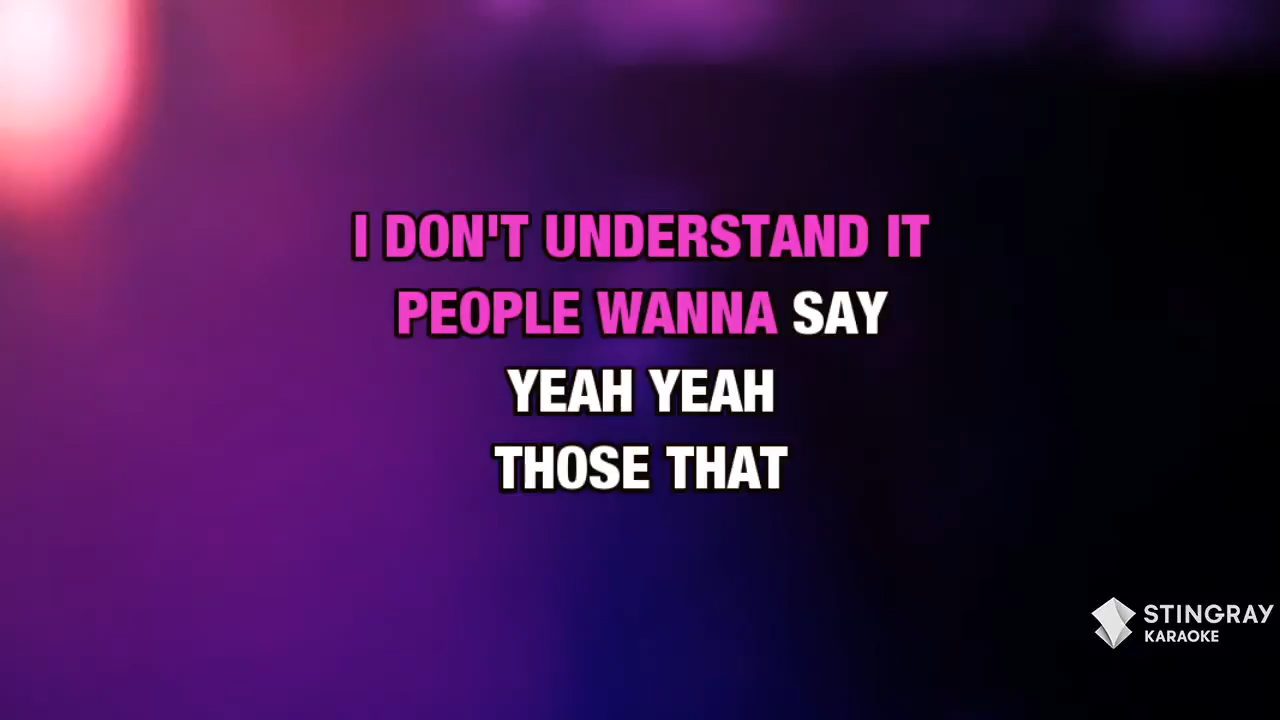 I DON'T UNDERSTAND IT
PEOPLE WANNA SAY
YEAH YEAH
THOSE THAT
STINGRAY
KARAOKE